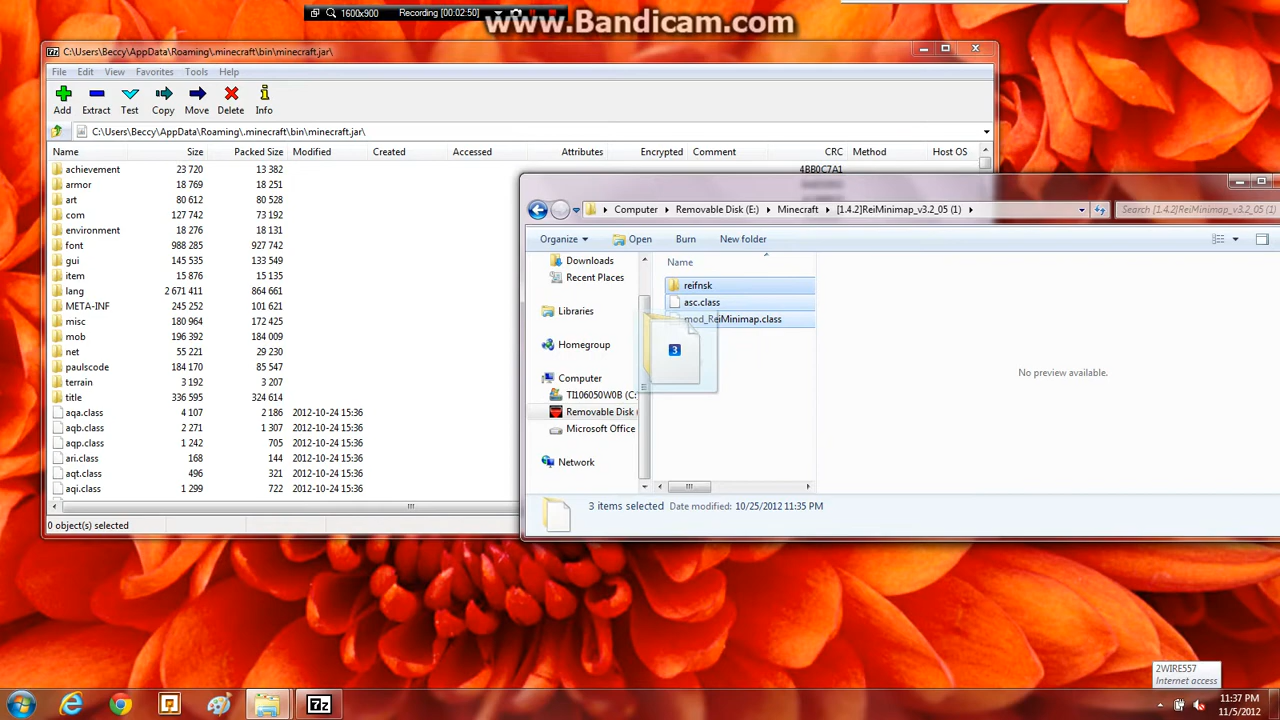 1600x900 Recording [00:02:50]
www.Bandicam.com
C:\Users\Beccy\AppData\Roaming\.minecraft\bin\minecraft.jar\
File Edit View Favorites Tools Help
Add Extract Test Copy Move Delete Info
C:\Users\Beccy\AppData\Roaming\.minecraft\bin\minecraft.jar\
Name Size Packed Size Modified Created Accessed Attributes Encrypted Comment CRC Method Host OS
achievement 23 720 13 382 4BB0C7A1
armor 18 769 18 251
art 80 612 80 528
com 127 742 73 192
environment 18 276 18 131
font 988 285 927 742
gui 145 235 133 549
item 15 876 15 135
lang 2 671 411 864 661
META-INF 245 252 101 621
misc 180 964 172 425
mob 196 392 184 009
net 55 221 29 230
paulscode 184 170 85 547
terrain 3 192 3 207
title 336 595 324 614
aqa.class 4 107 2 186 2012-10-24 15:36
aqb.class 2 271 1 307 2012-10-24 15:36
aqp.class 1 242 705 2012-10-24 15:36
ari.class 168 144 2012-10-24 15:36
aqt.class 496 321 2012-10-24 15:36
aqi.class 1 299 722 2012-10-24 15:36
0 object(s) selected
Computer Removable Disk (E:) Minecraft [1.4.2]ReiMinimap_v3.2_05 (1)
Search [1.4.2]ReiMinimap_v3.2_05 (1)
Organize Open Burn New folder
Downloads
Recent Places
Libraries
Homegroup
Computer
TI106050W0B (C:
Removable Disk
Microsoft Office
Network
Name
reifnsk
asc.class
mod_ReiMinimap.class
3
No preview available.
3 items selected Date modified: 10/25/2012 11:35 PM
2WIRE557
Internet access
11:37 PM
11/5/2012